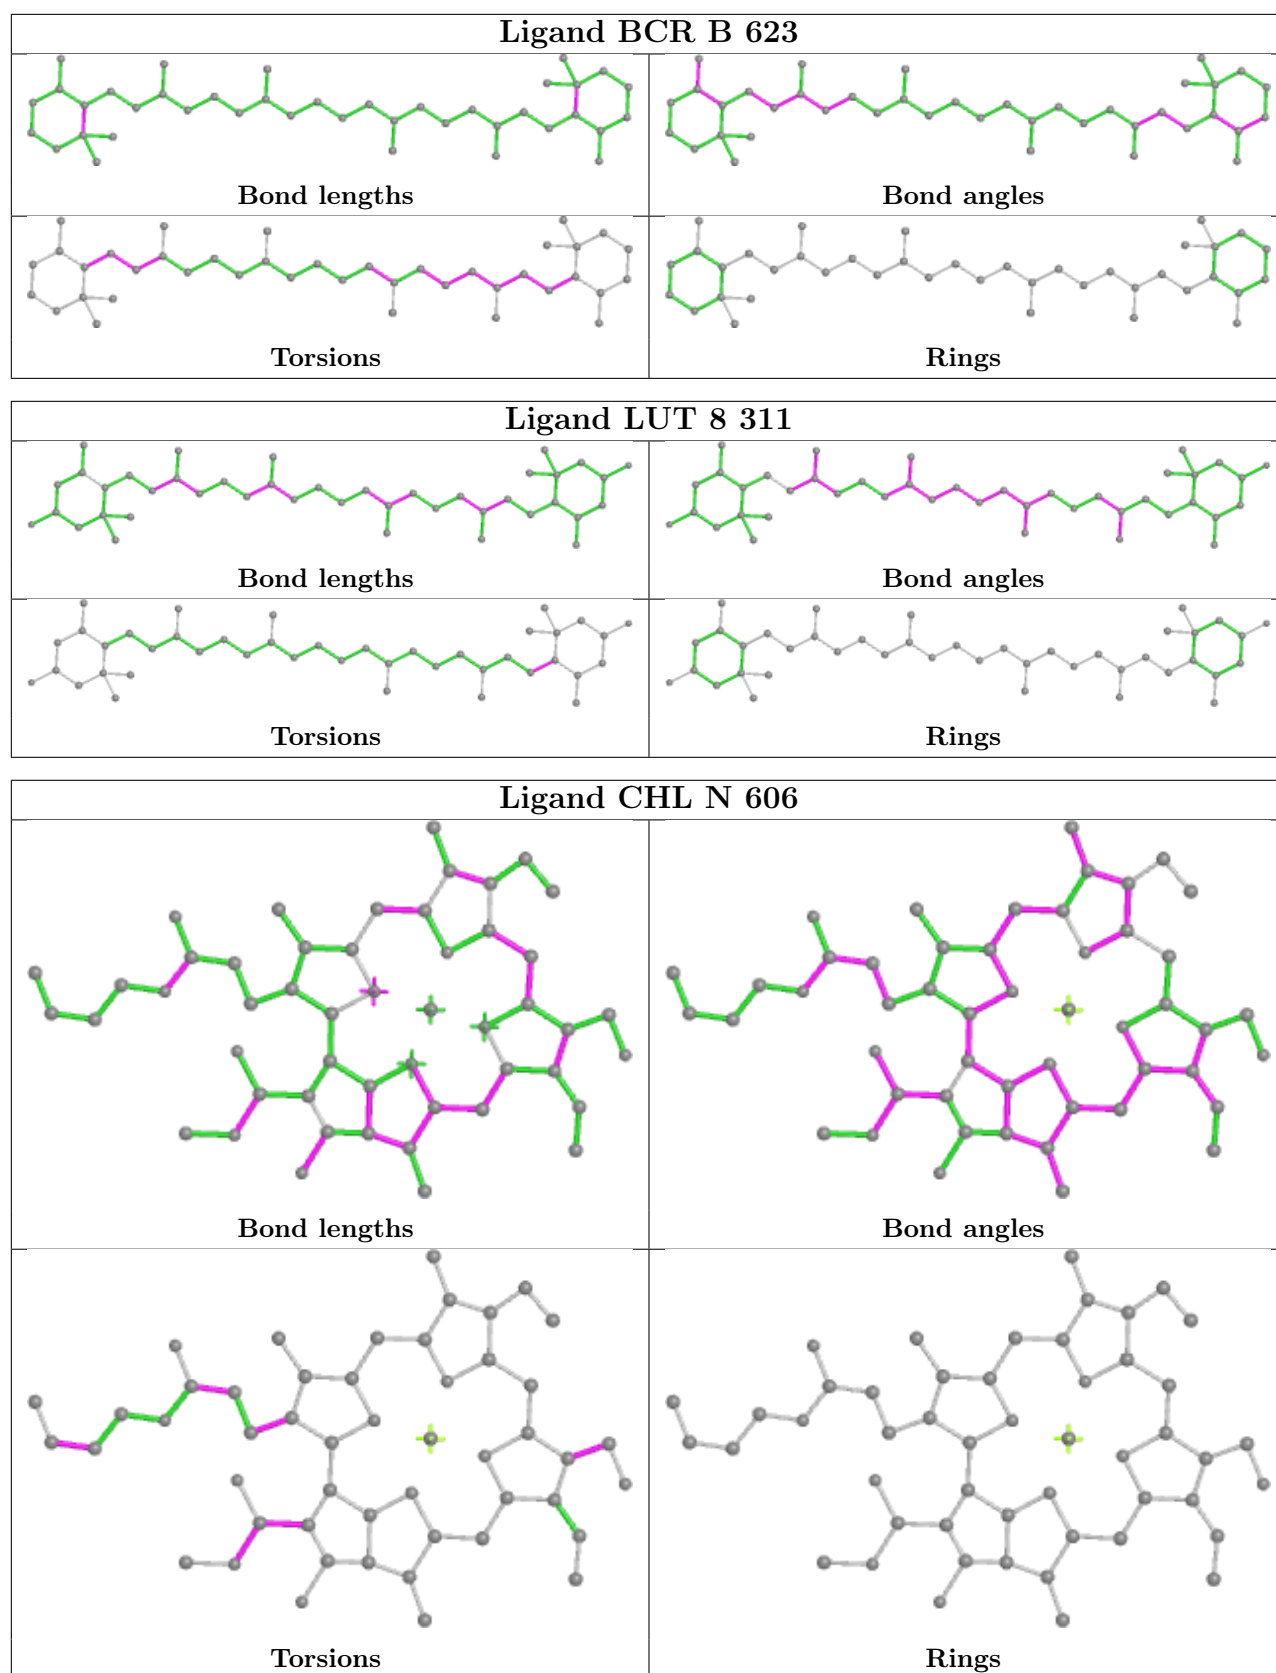 Ligand BCR B 623
Bond lengths
Bond angles
Torsions
Rings
Ligand LUT 8 311
Bond lengths
Bond angles
Torsions
Rings
Ligand CHL N 606
Bond lengths
Bond angles
Torsions
Rings